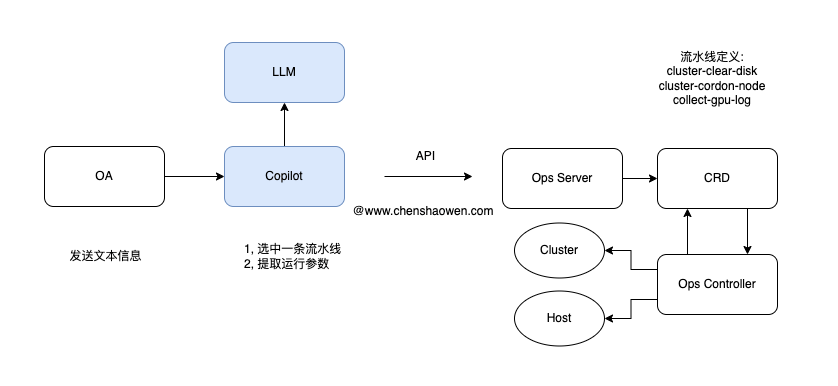 LLM
流水线定义:
cluster-clear-disk
cluster-cordon-node
collect-gpu-log
OA
Copilot
API
Ops Server
CRD
@www.chenshaowen.com
发送文本信息
1, 选中一条流水线
2, 提取运行参数
Cluster
Ops Controller
Host